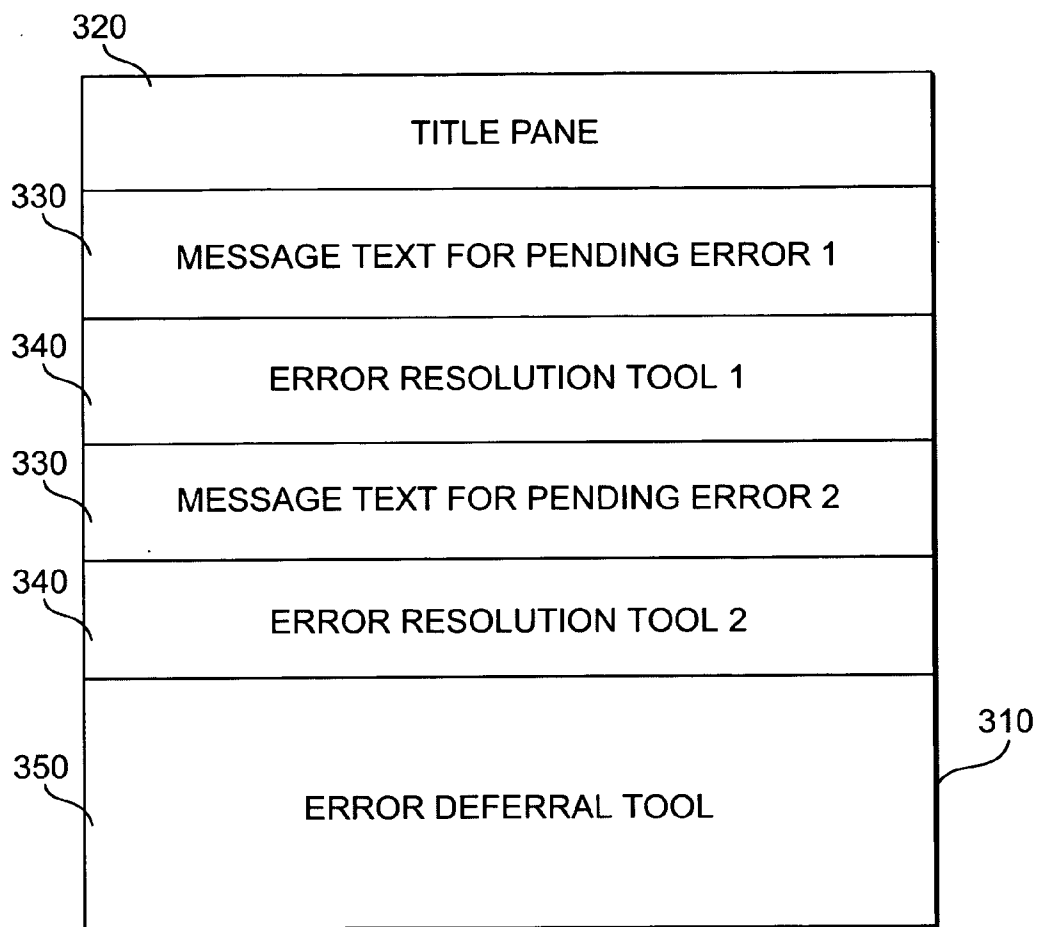 320
TITLE PANE
330
MESSAGE TEXT FOR PENDING ERROR 1
340
ERROR RESOLUTION TOOL 1
330
MESSAGE TEXT FOR PENDING ERROR 2
340
ERROR RESOLUTION TOOL 2
310
350
ERROR DEFERRAL TOOL